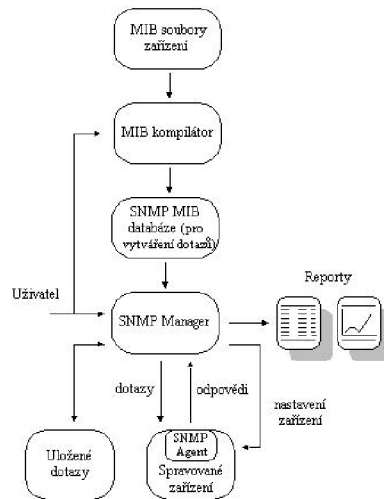 MIB soubory
zařízení
MIB kompilátor
SNMP MIB
databáze (pro
vytváření dotazů)
Reporty
Uživatel
SNMP Manager
dotazy
odpovědi
nastavení
zařízení
Uložené
dotazy
SNMP
Agent
Spravované
zařízení